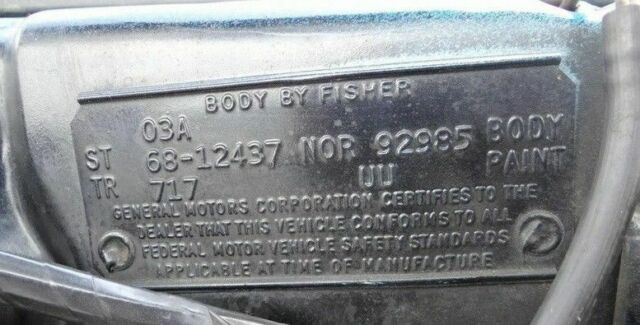 BODY BY FISHER
03A
ST 68-12437 NOR 92985 BODY
TR 717 UU PAINT
GENERAL MOTORS CORPORATION CERTIFIES TO THE
DEALER THAT THIS VEHICLE CONFORMS TO ALL
FEDERAL MOTOR VEHICLE SAFETY STANDARDS
APPLICABLE AT TIME OF MANUFACTURE